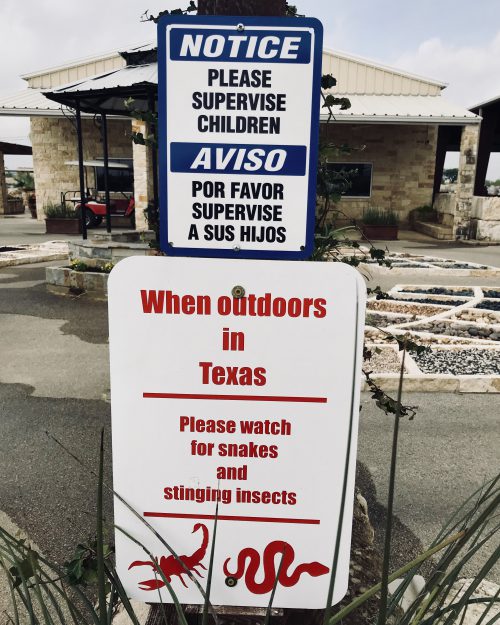 NOTICE
PLEASE
SUPERVISE
CHILDREN
AVISO
POR FAVOR
SUPERVISE
A SUS HIJOS
When outdoors
in
Texas
Please watch
for snakes
and
stinging insects